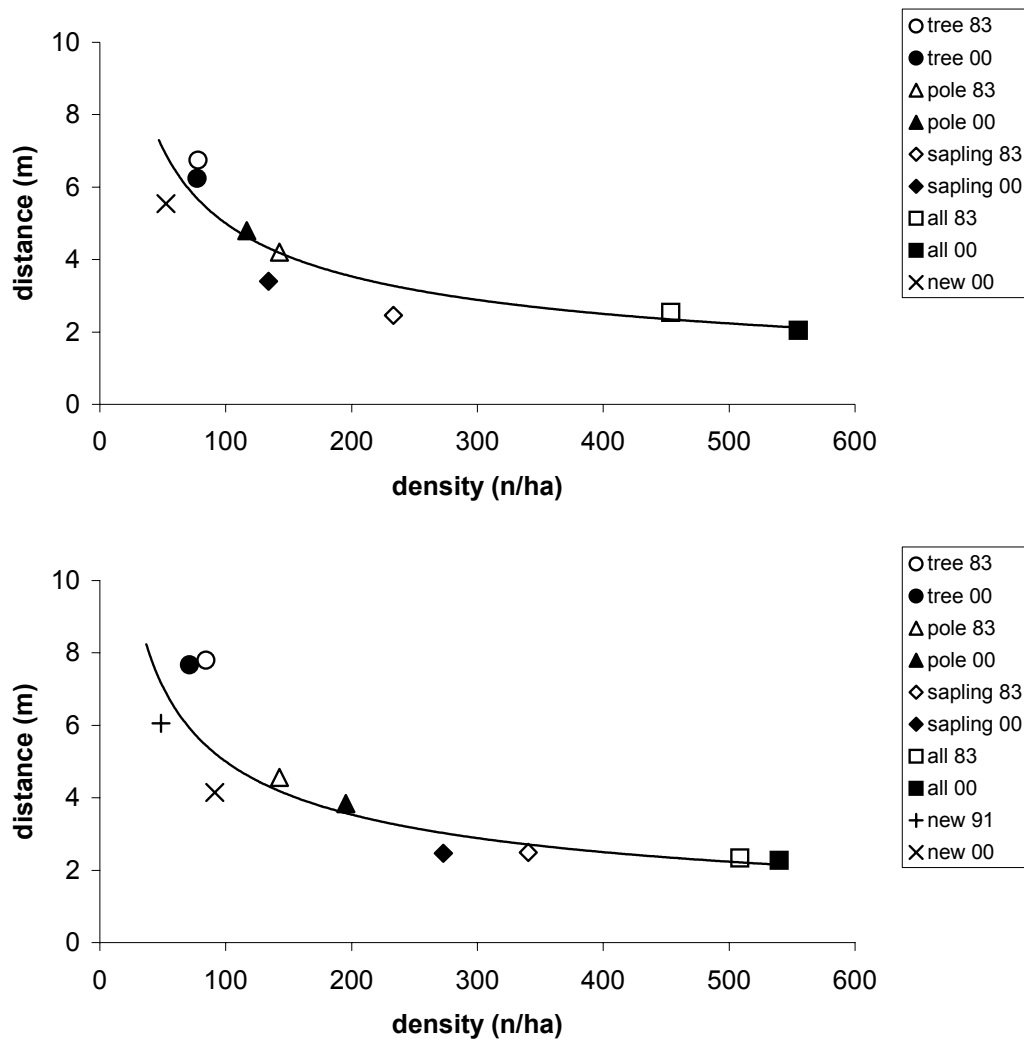 10
8
6
4
2
0
distance (m)
0 100 200 300 400 500 600
density (n/ha)
tree 83
tree 00
pole 83
pole 00
sapling 83
sapling 00
all 83
all 00
new 00
10
8
6
4
2
0
distance (m)
0 100 200 300 400 500 600
density (n/ha)
tree 83
tree 00
pole 83
pole 00
sapling 83
sapling 00
all 83
all 00
new 91
new 00